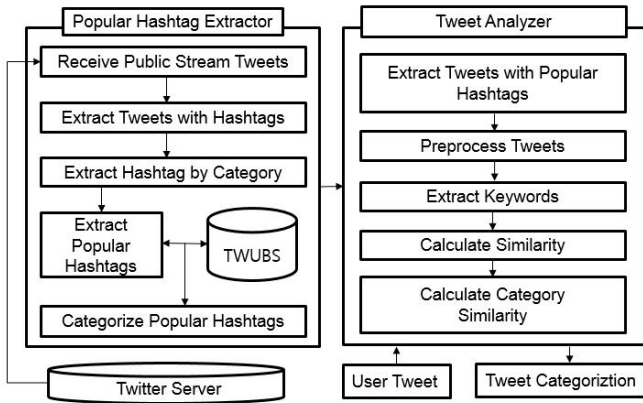 Popular Hashtag Extractor
Receive Public Stream Tweets
Extract Tweets with Hashtags
Extract Hashtag by Category
Extract
Popular
Hashtags
TWUBS
Categorize Popular Hashtags
Twitter Server
Tweet Analyzer
Extract Tweets with Popular
Hashtags
Preprocess Tweets
Extract Keywords
Calculate Similarity
Calculate Category
Similarity
User Tweet
Tweet Categoriztion